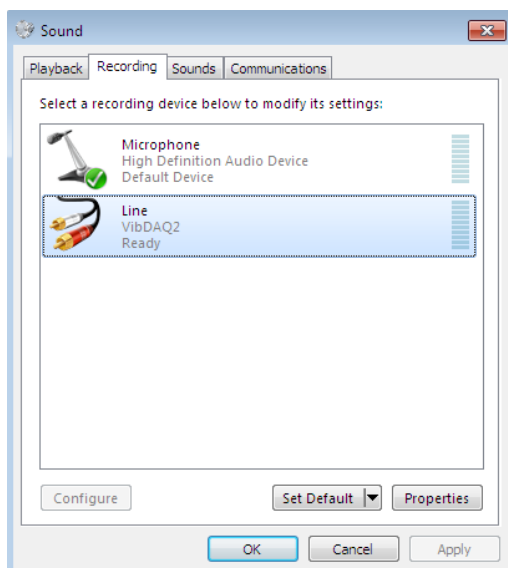 Sound
Playback Recording Sounds Communications
Select a recording device below to modify its settings:
Microphone
High Definition Audio Device
Default Device
Line
VibDAQ2
Ready
Configure Set Default Properties
OK Cancel Apply